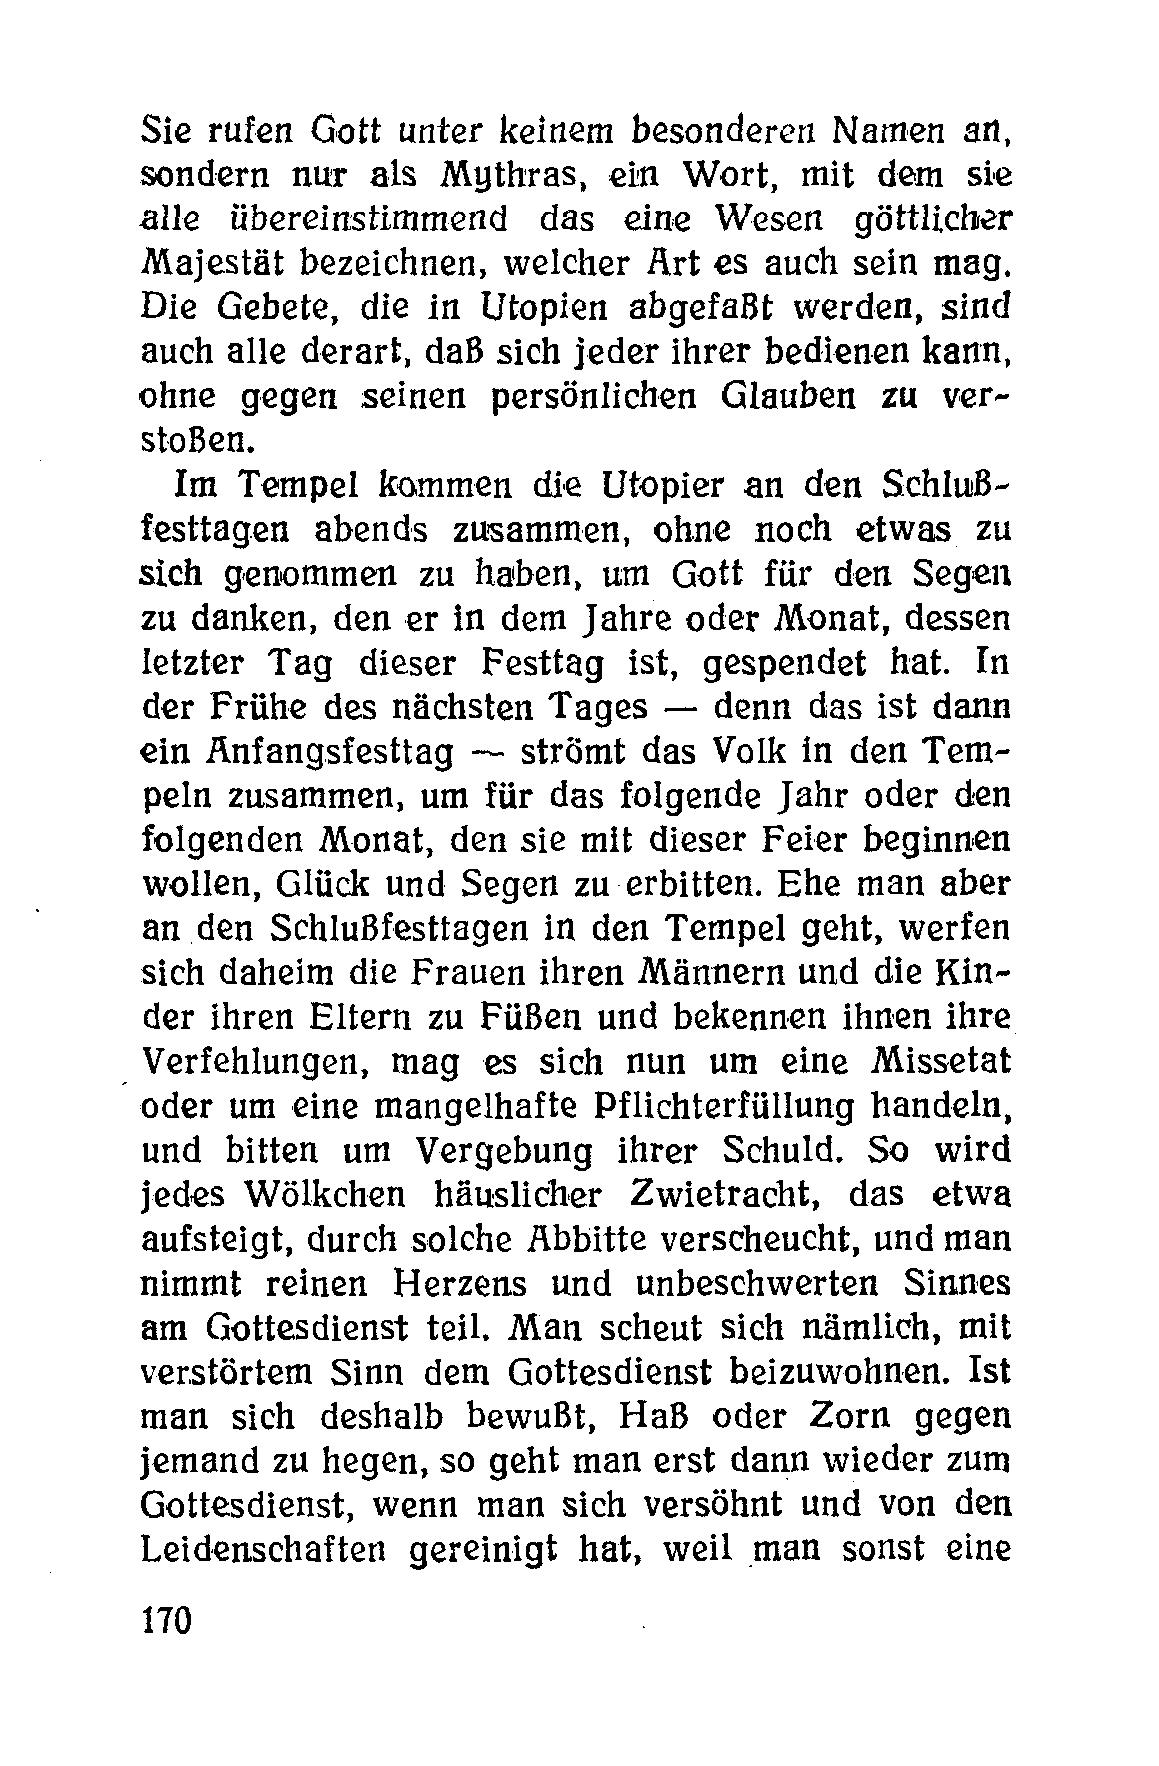 Sie rufen Gott unter keinem besonderen Namen an,
sondern nur als Mythras, ein Wort, mit dem sie
alle übereinstimmend das eine Wesen göttlicher
Majestät bezeichnen, welcher Art es auch sein mag.
Die Gebete, die in Utopien abgefaßt werden, sind
auch alle derart, daß sich jeder ihrer bedienen kann,
ohne gegen seinen persönlichen Glauben zu ver-
stoßen.
Im Tempel kommen die Utopier an den Schluß-
festtagen abends zusammen, ohne noch etwas zu
sich genommen zu haben, um Gott für den Segen
zu danken, den er in dem Jahre oder Monat, dessen
letzter Tag dieser Festtag ist, gespendet hat. In
der Frühe des nächsten Tages — denn das ist dann
ein Anfangsfesttag — strömt das Volk in den Tem-
peln zusammen, um für das folgende Jahr oder den
folgenden Monat, den sie mit dieser Feier beginnen
wollen, Glück und Segen zu erbitten. Ehe man aber
an den Schlußfesttagen in den Tempel geht, werfen
sich daheim die Frauen ihren Männern und die Kin-
der ihren Eltern zu Füßen und bekennen ihnen ihre
Verfehlungen, mag es sich nun um eine Missetat
oder um eine mangelhafte Pflichterfüllung handeln,
und bitten um Vergebung ihrer Schuld. So wird
jedes Wölkchen häuslicher Zwietracht, das etwa
aufsteigt, durch solche Abbitte verscheucht, und man
nimmt reinen Herzens und unbeschwerten Sinnes
am Gottesdienst teil. Man scheut sich nämlich, mit
verstörtem Sinn dem Gottesdienst beizuwohnen. Ist
man sich deshalb bewußt, Haß oder Zorn gegen
jemand zu hegen, so geht man erst dann wieder zum
Gottesdienst, wenn man sich versöhnt und von den
Leidenschaften gereinigt hat, weil man sonst eine
170